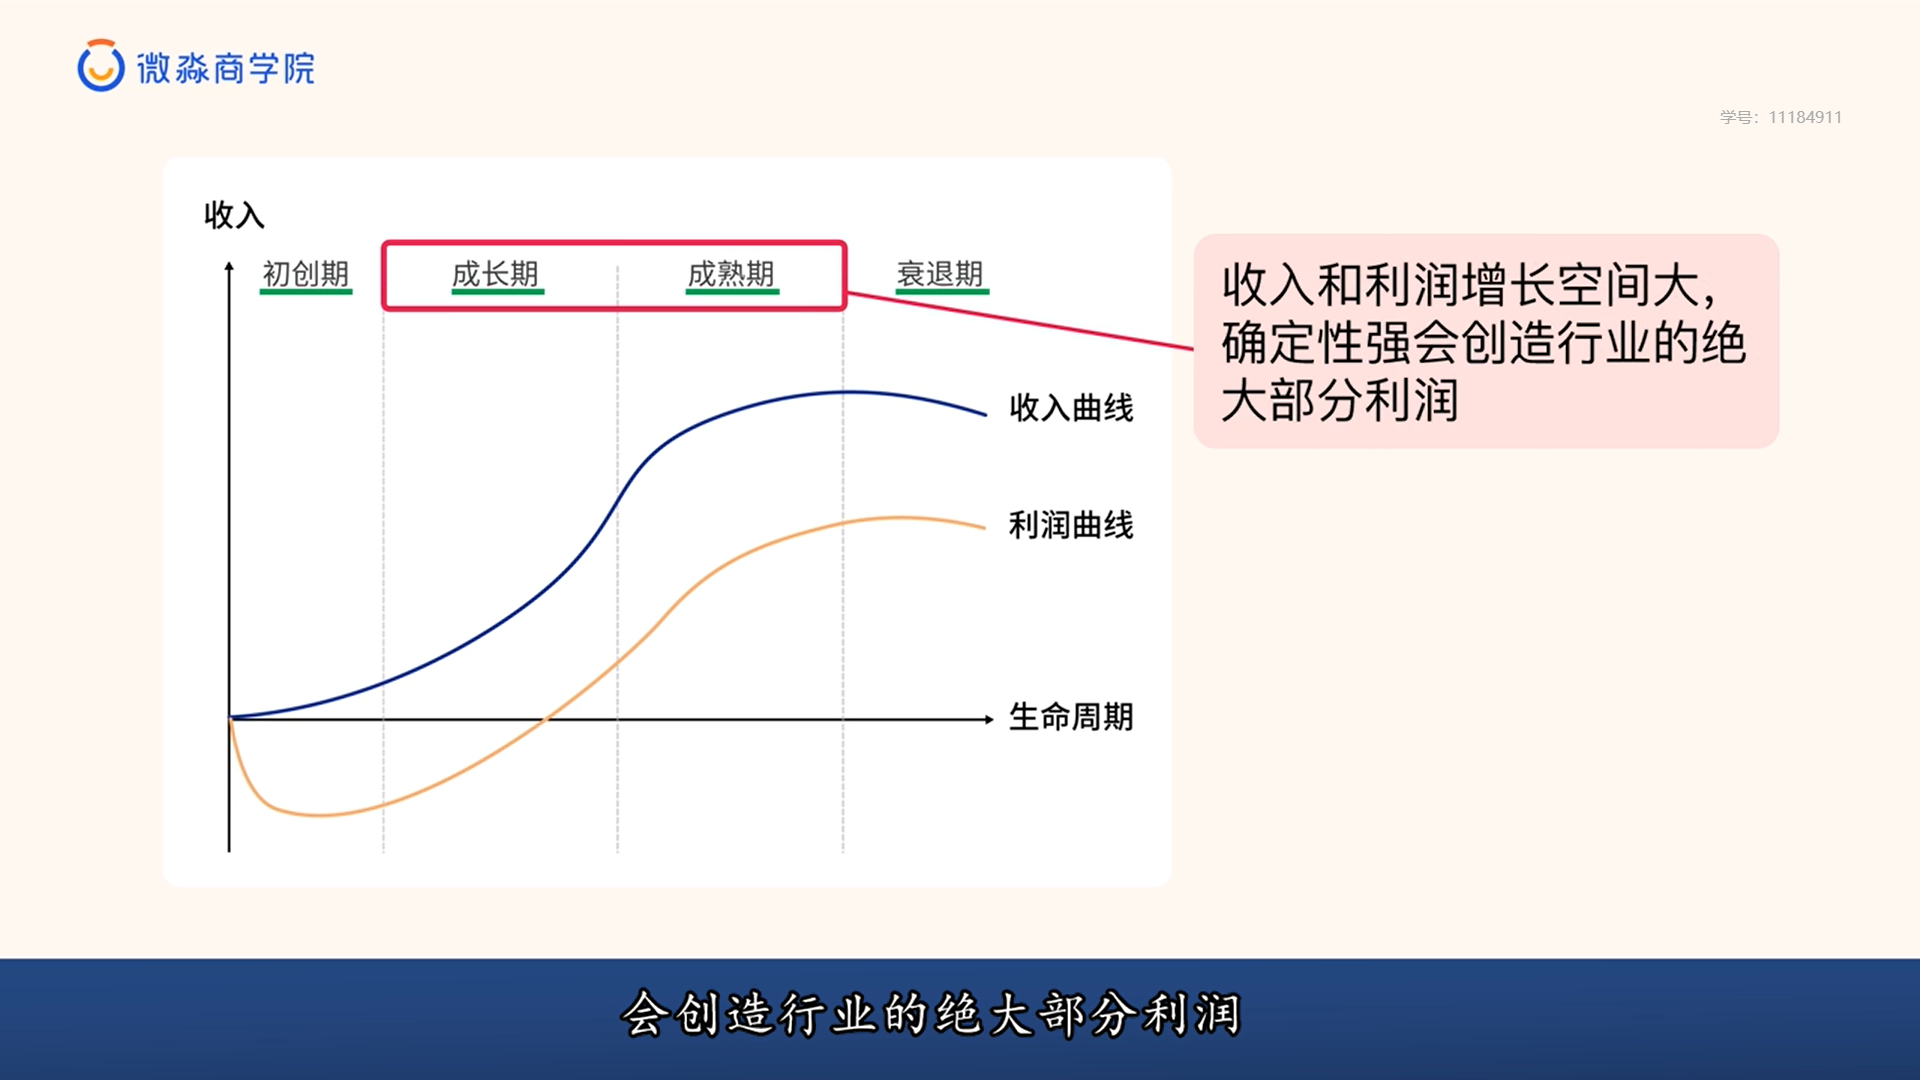 微淼商学院
学号：11184911
收入
初创期
成长期
成熟期
衰退期
收入和利润增长空间大，
确定性强会创造行业的绝
大部分利润
收入曲线
利润曲线
生命周期
会创造行业的绝大部分利润